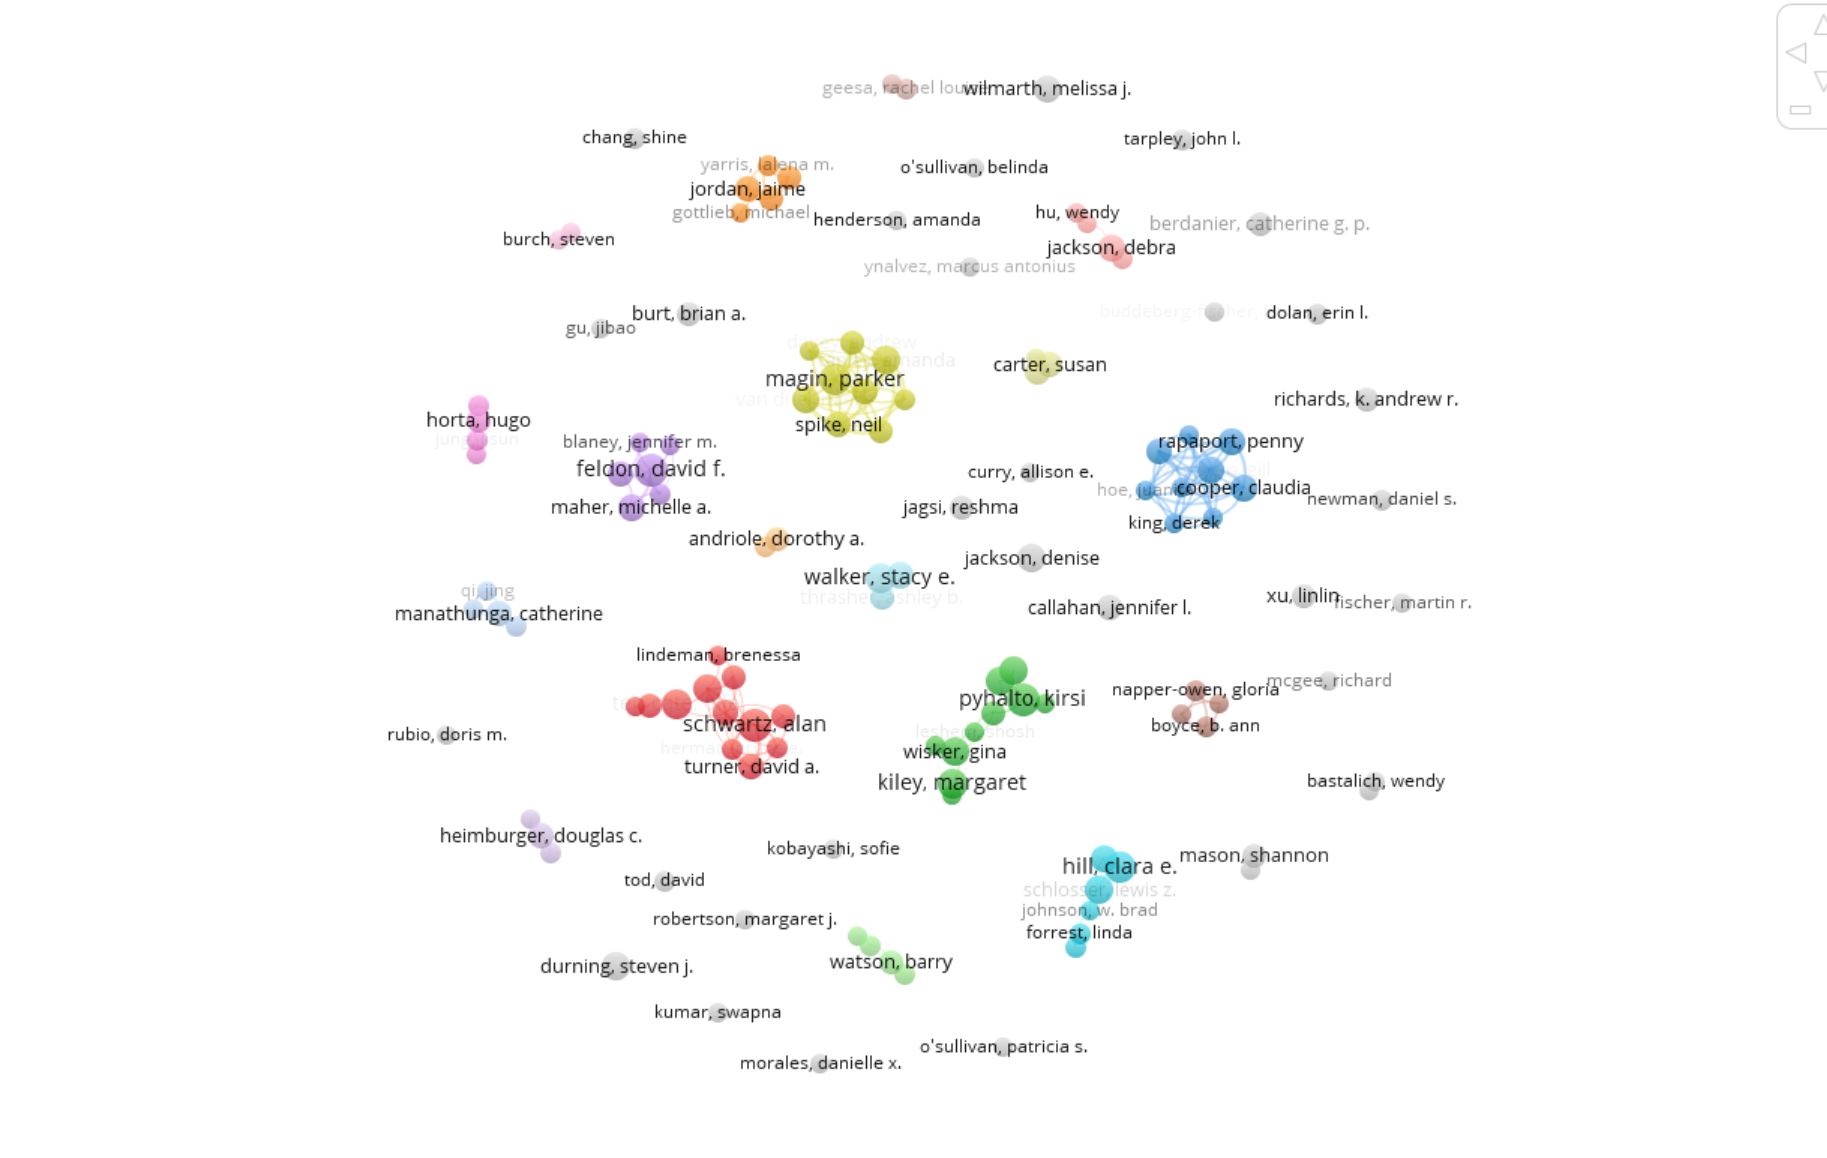 geesa, rachel
wilmarth, melissa j.
chang, shine
tarpley, john l.
yarris, lalena m.
o'sullivan, belinda
jordan, jaime
gottlieb, michael
henderson, amanda
hu, wendy
berdanier, catherine g. p.
burch, steven
jackson, debra
ynalvez, marcus antonius
burt, brian a.
dolan, erin l.
gu, jibao
carter, susan
magin, parker
richards, k. andrew r.
horta, hugo
spike, neil
blaney, jennifer m.
rapaport, penny
feldon, david f.
curry, allison e.
hoe, juan
cooper, claudia
newman, daniel s.
maher, michelle a.
jagsi, reshma
king, derek
andriole, dorothy a.
jackson, denise
walker, stacy e.
qi, jing
thrasher, ashley b.
xu, linlin
fischer, martin r.
manathunga, catherine
callahan, jennifer l.
lindeman, brenessa
mcgee, richard
napper-owen, gloria
pyhalto, kirsi
schwartz, alan
boyce, b. ann
rubio, doris m.
wisker, gina
turner, david a.
kiley, margaret
bastalich, wendy
heimburger, douglas c.
kobayashi, sofie
mason, shannon
hill, clara e.
tod, david
schlosser, lewis z.
johnson, w. brad
robertson, margaret j.
forrest, linda
watson, barry
durning, steven j.
kumar, swapna
o'sullivan, patricia s.
morales, danielle x.